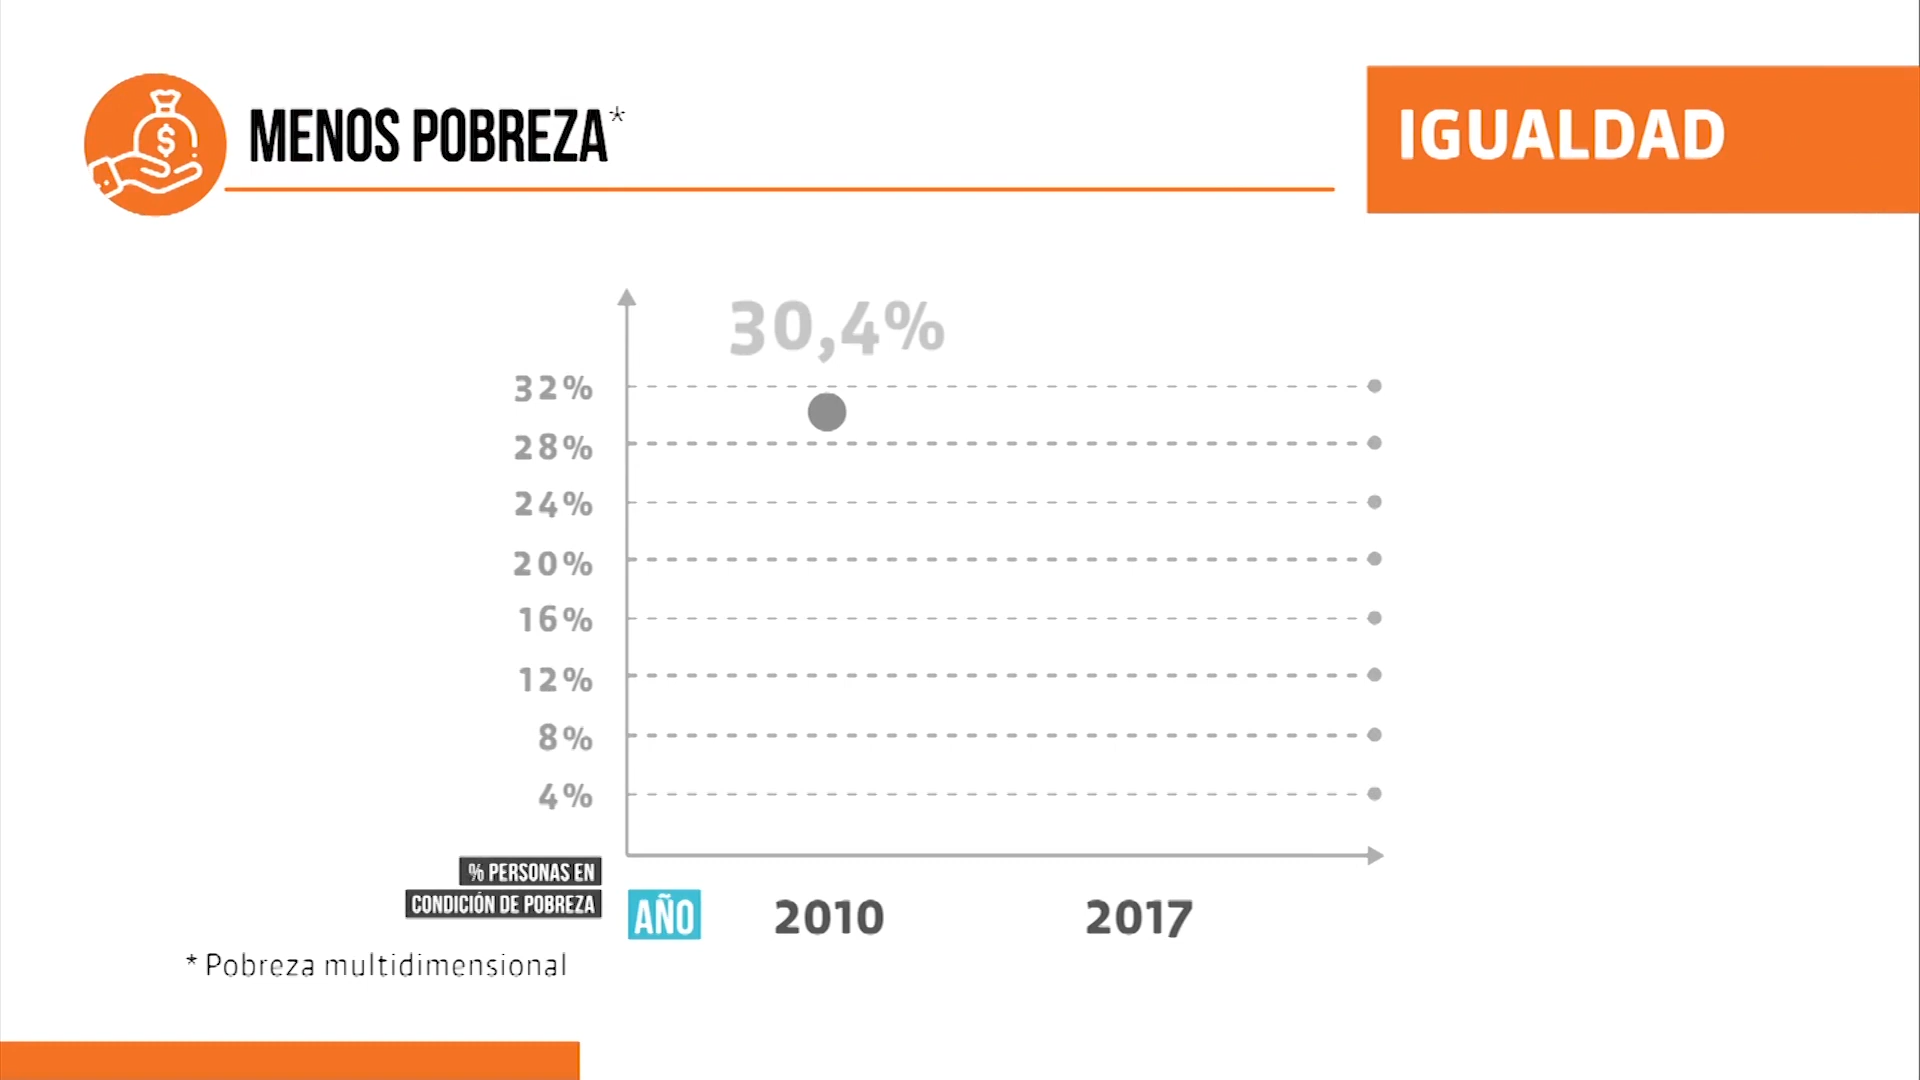 MENOS POBREZA*
IGUALDAD
$
30,4%
32%
28%
24%
20%
16%
12%
8%
4%
% PERSONAS EN
CONDICIÓN DE POBREZA
AÑO 2010 2017
* Pobreza multidimensional